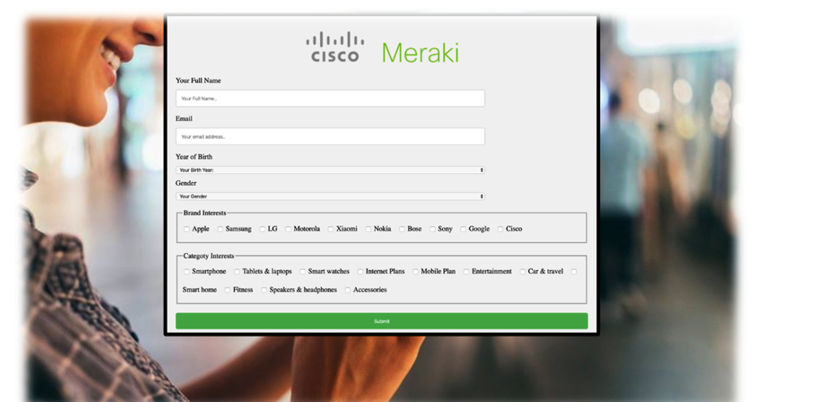 CISCO Meraki
Your Full Name
Your Full Name..
Email
Your email address..
Year of Birth
Your Birth Year:
Gender
Your Gender
Brand Interests
Apple Samsung LG Motorola Xiaomi Nokia Bose Sony Google Cisco
Categoty Interests
Smartphone Tablets & laptops Smart watches Internet Plans Mobile Plan Entertainment Car & travel
Smart home Fitness Speakers & headphones Accessories
Submit